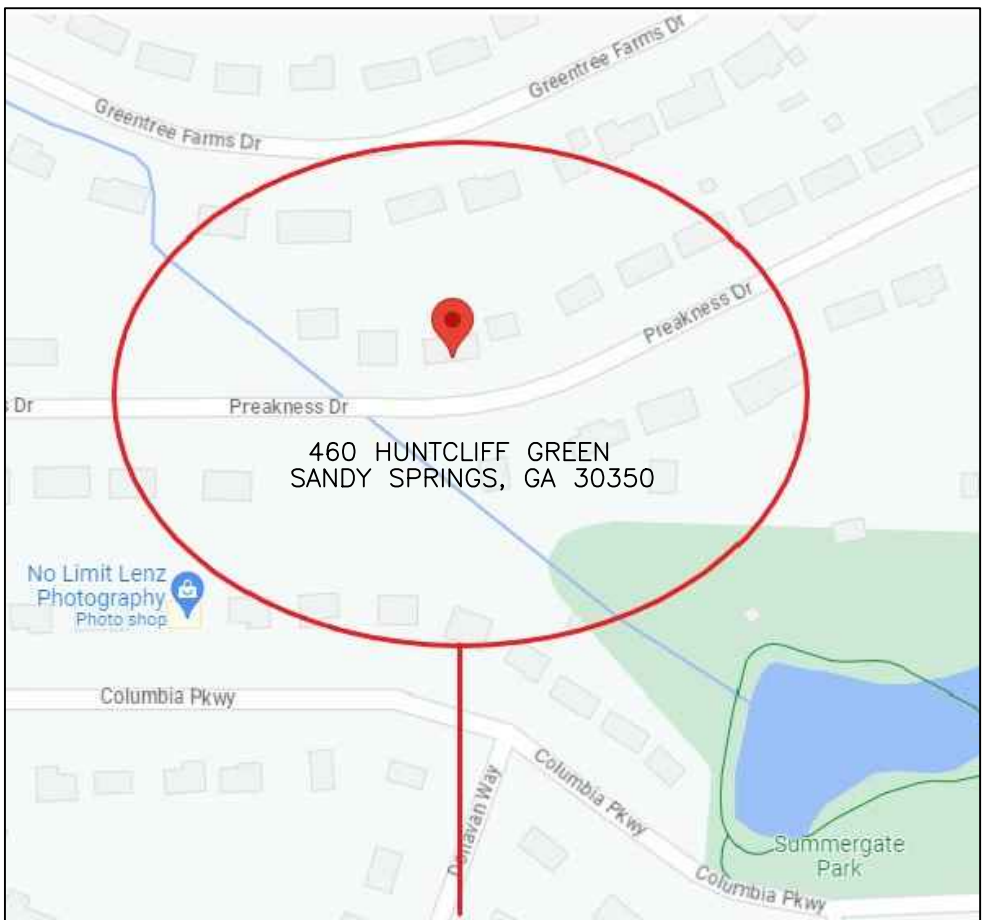 Greentree Farms Dr
Greentree Farms Dr
Preakness Dr
Dr
Preakness Dr
460 HUNTCLIFF GREEN
SANDY SPRINGS, GA 30350
No Limit Lenz
Photography
Photo shop
Columbia Pkwy
Columbia Pkwy
Donavan Way
Summergate
Park
Columbia Pkwy